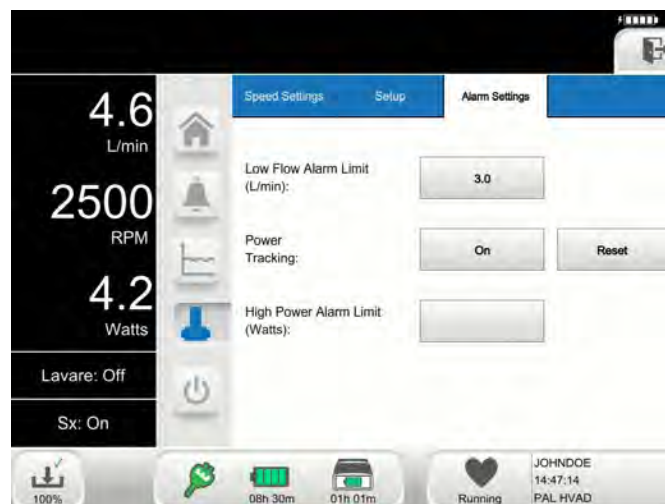 4.6
L/min
2500
RPM
4.2
Watts
Lavare: Off
Sx: On
Speed Settings Setup Alarm Settings
Low Flow Alarm Limit
(L/min):
3.0
Power
Tracking:
On
Reset
High Power Alarm Limit
(Watts):
100%
08h 30m
01h 01m
Running
JOHNDOE
14:47:14
PAL HVAD